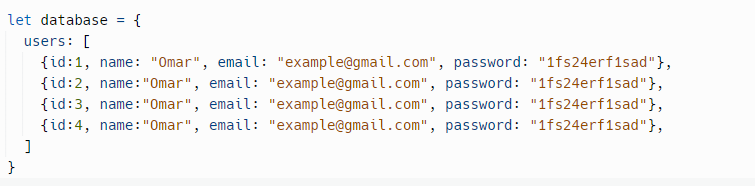 let database = {
  users: [
    {id:1, name: "Omar", email: "example@gmail.com", password: "1fs24erf1sad"},
    {id:2, name:"Omar", email: "example@gmail.com", password: "1fs24erf1sad"},
    {id:3, name:"Omar", email: "example@gmail.com", password: "1fs24erf1sad"},
    {id:4, name:"Omar", email: "example@gmail.com", password: "1fs24erf1sad"},
  ]
}